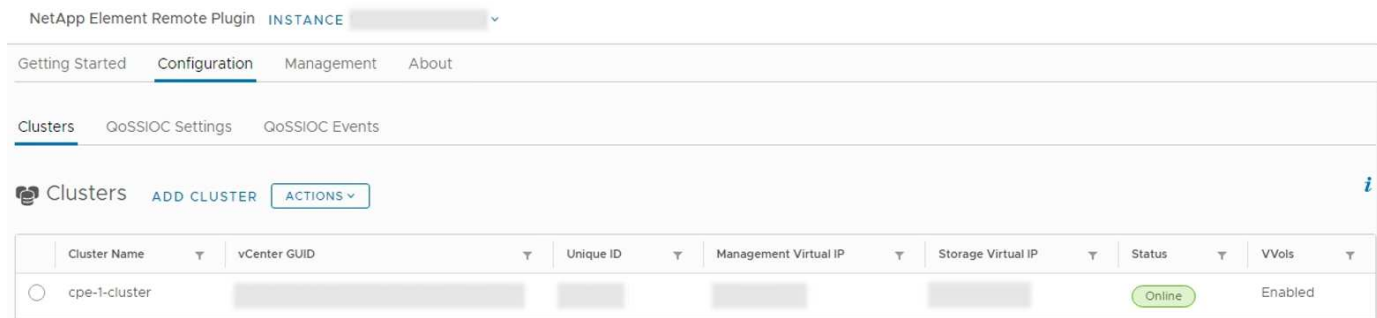 NetApp Element Remote Plugin INSTANCE
Getting Started Configuration Management About
Clusters QoSSIOC Settings QoSSIOC Events
Clusters ADD CLUSTER ACTIONS
i
Cluster Name vCenter GUID Unique ID Management Virtual IP Storage Virtual IP Status VVols
cpe-1-cluster Online Enabled